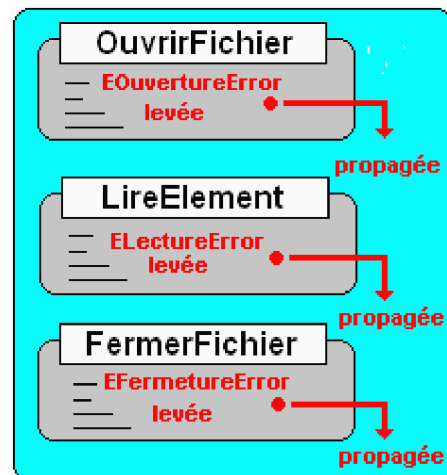 OuvrirFichier
EOuvertureError
levée
propagée
LireElement
ELectureError
levée
propagée
FermerFichier
EFermetureError
levée
propagée